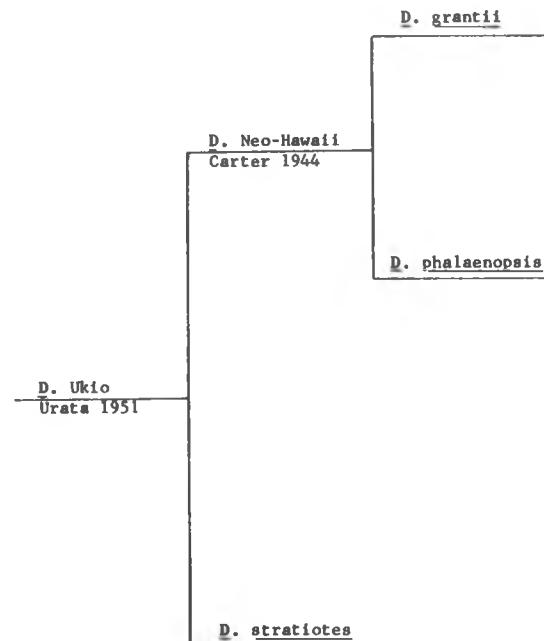 D. grantii
D. Neo-Hawaii
Carter 1944
D. phalaenopsis
D. Ukio
Urata 1951
D. stratiotes